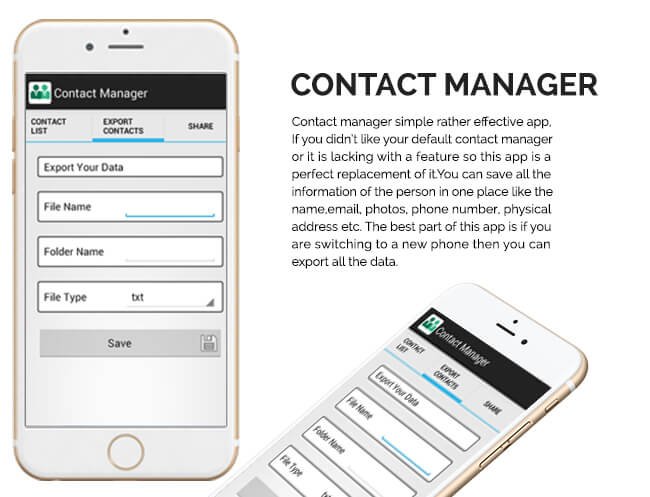 Contact Manager
CONTACT LIST
EXPORT CONTACTS
SHARE
Export Your Data
File Name
Folder Name
File Type txt
Save
CONTACT MANAGER
Contact manager simple rather effective app,
If you didn't like your default contact manager
or it is lacking with a feature so this app is a
perfect replacement of it.You can save all the
information of the person in one place like the
name,email, photos, phone number, physical
address etc. The best part of this app is if you
are switching to a new phone then you can
export all the data.
Contact Manager
CONTACT LIST
EXPORT CONTACTS
SHARE
Export Your Data
File Name
Folder Name
File Type txt